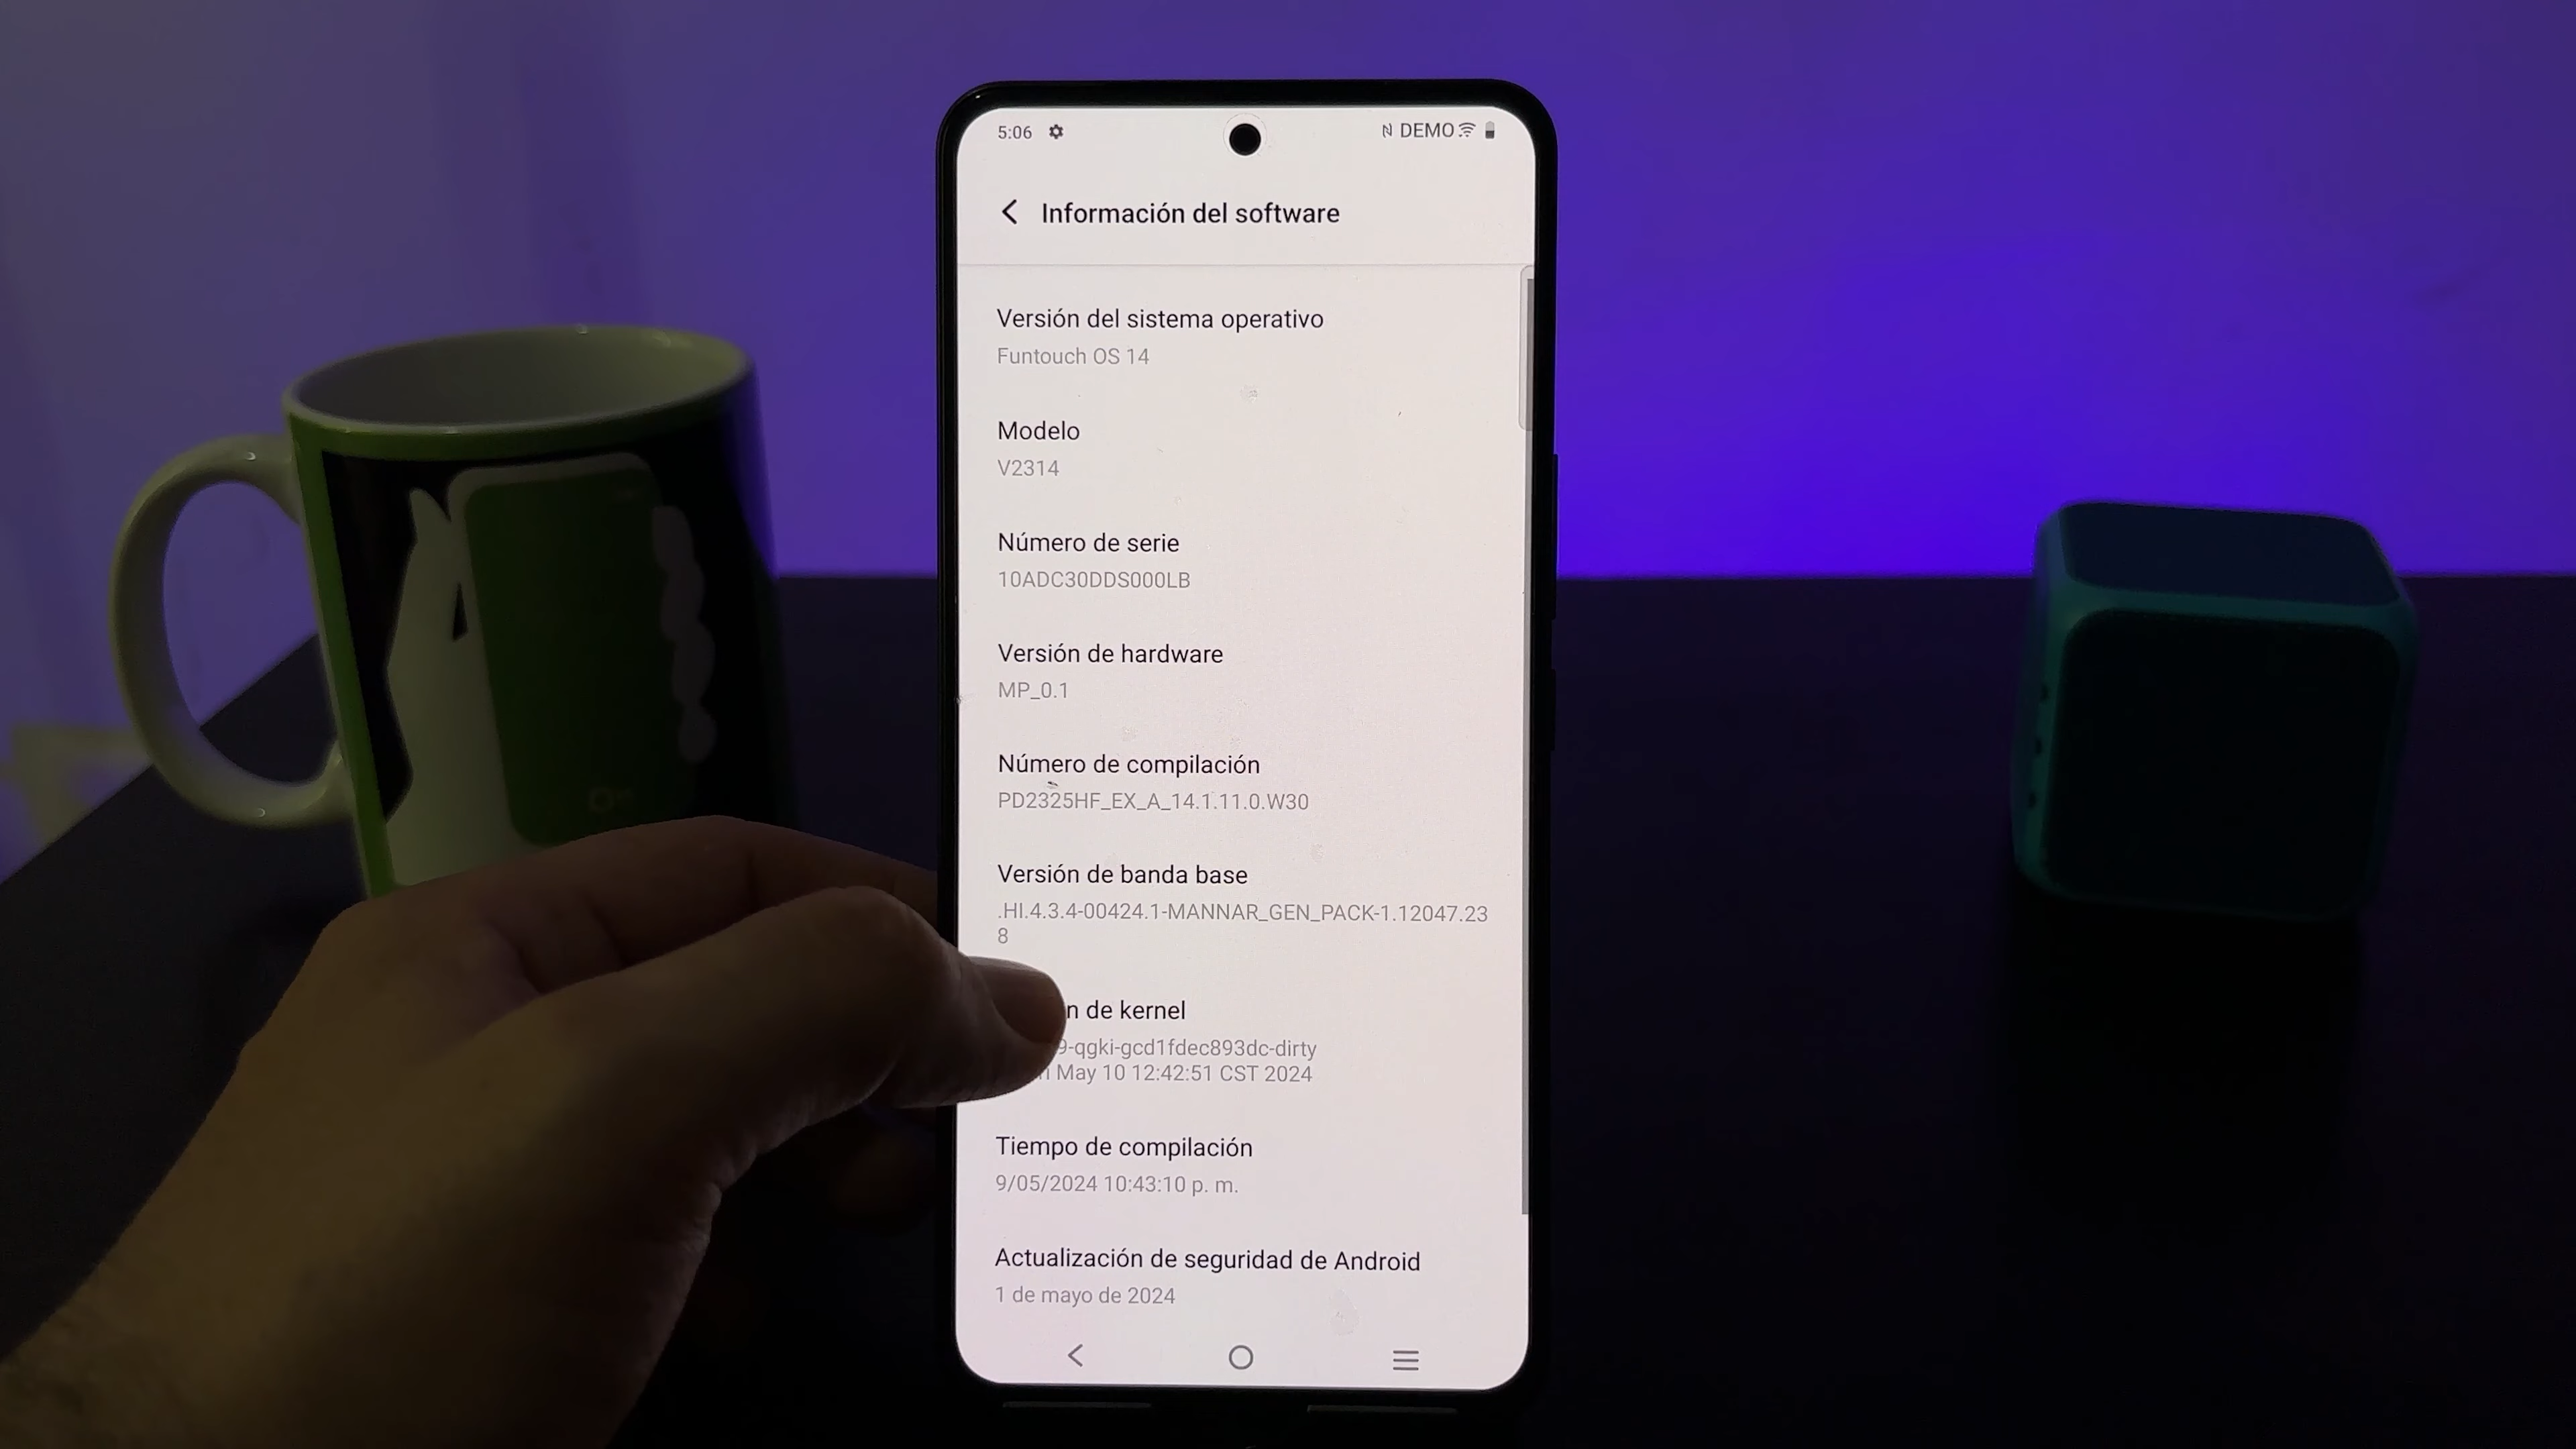 5:06
DEMO
Información del software
Versión del sistema operativo
Funtouch OS 14
Modelo
V2314
Número de serie
10ADC30DDS000LB
Versión de hardware
MP_0.1
Número de compilación
PD2325HF_EX_A_14.1.11.0.W30
Versión de banda base
.HI.4.3.4-00424.1-MANNAR_GEN_PACK-1.12047.23
8
n de kernel
9-qgki-gcd1fdec893dc-dirty
May 10 12:42:51 CST 2024
Tiempo de compilación
9/05/2024 10:43:10 p. m.
Actualización de seguridad de Android
1 de mayo de 2024